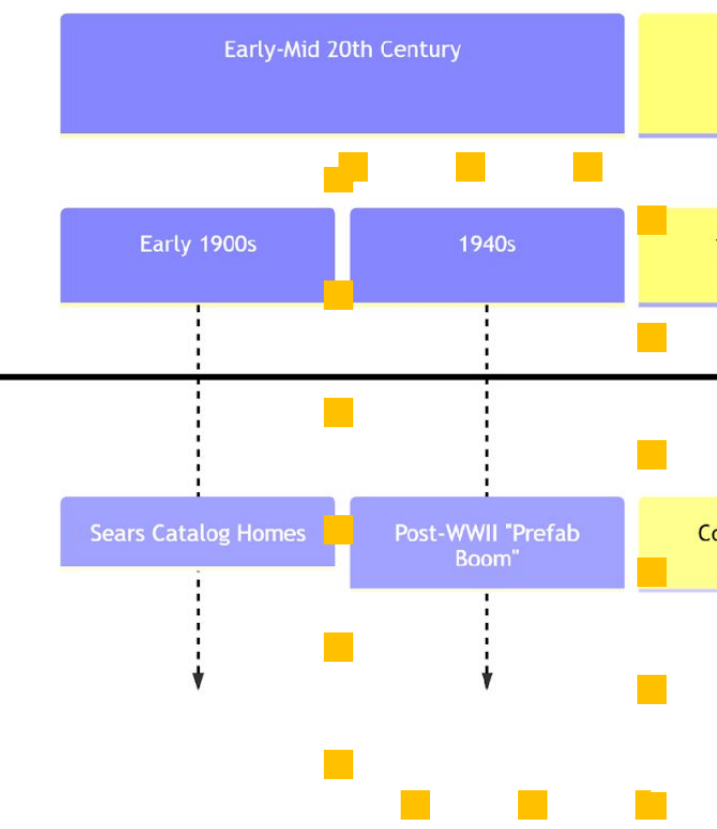 Early-Mid 20th Century
Early 1900s
1940s
Sears Catalog Homes
Post-WWII "Prefab
Boom"